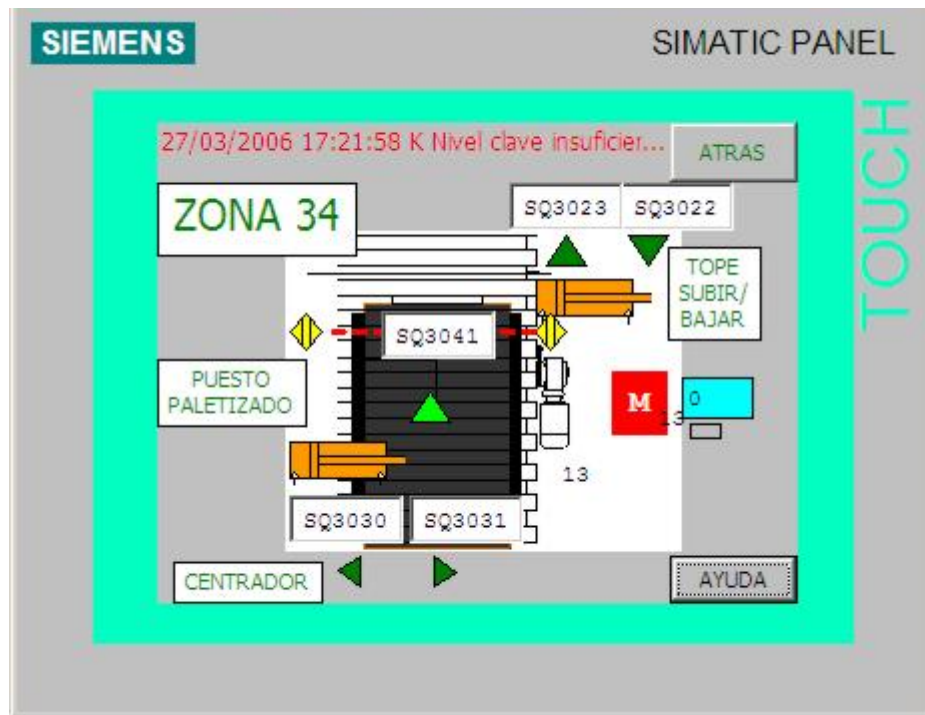 SIEMENS
SIMATIC PANEL
TOUCH
27/03/2006 17:21:58 K Nivel clave insuficier...
ATRAS
ZONA 34
SQ3023
SQ3022
TOPE
SUBIR/
BAJAR
SQ3041
PUESTO
PALETIZADO
M
13
0
13
SQ3030
SQ3031
CENTRADOR
AYUDA